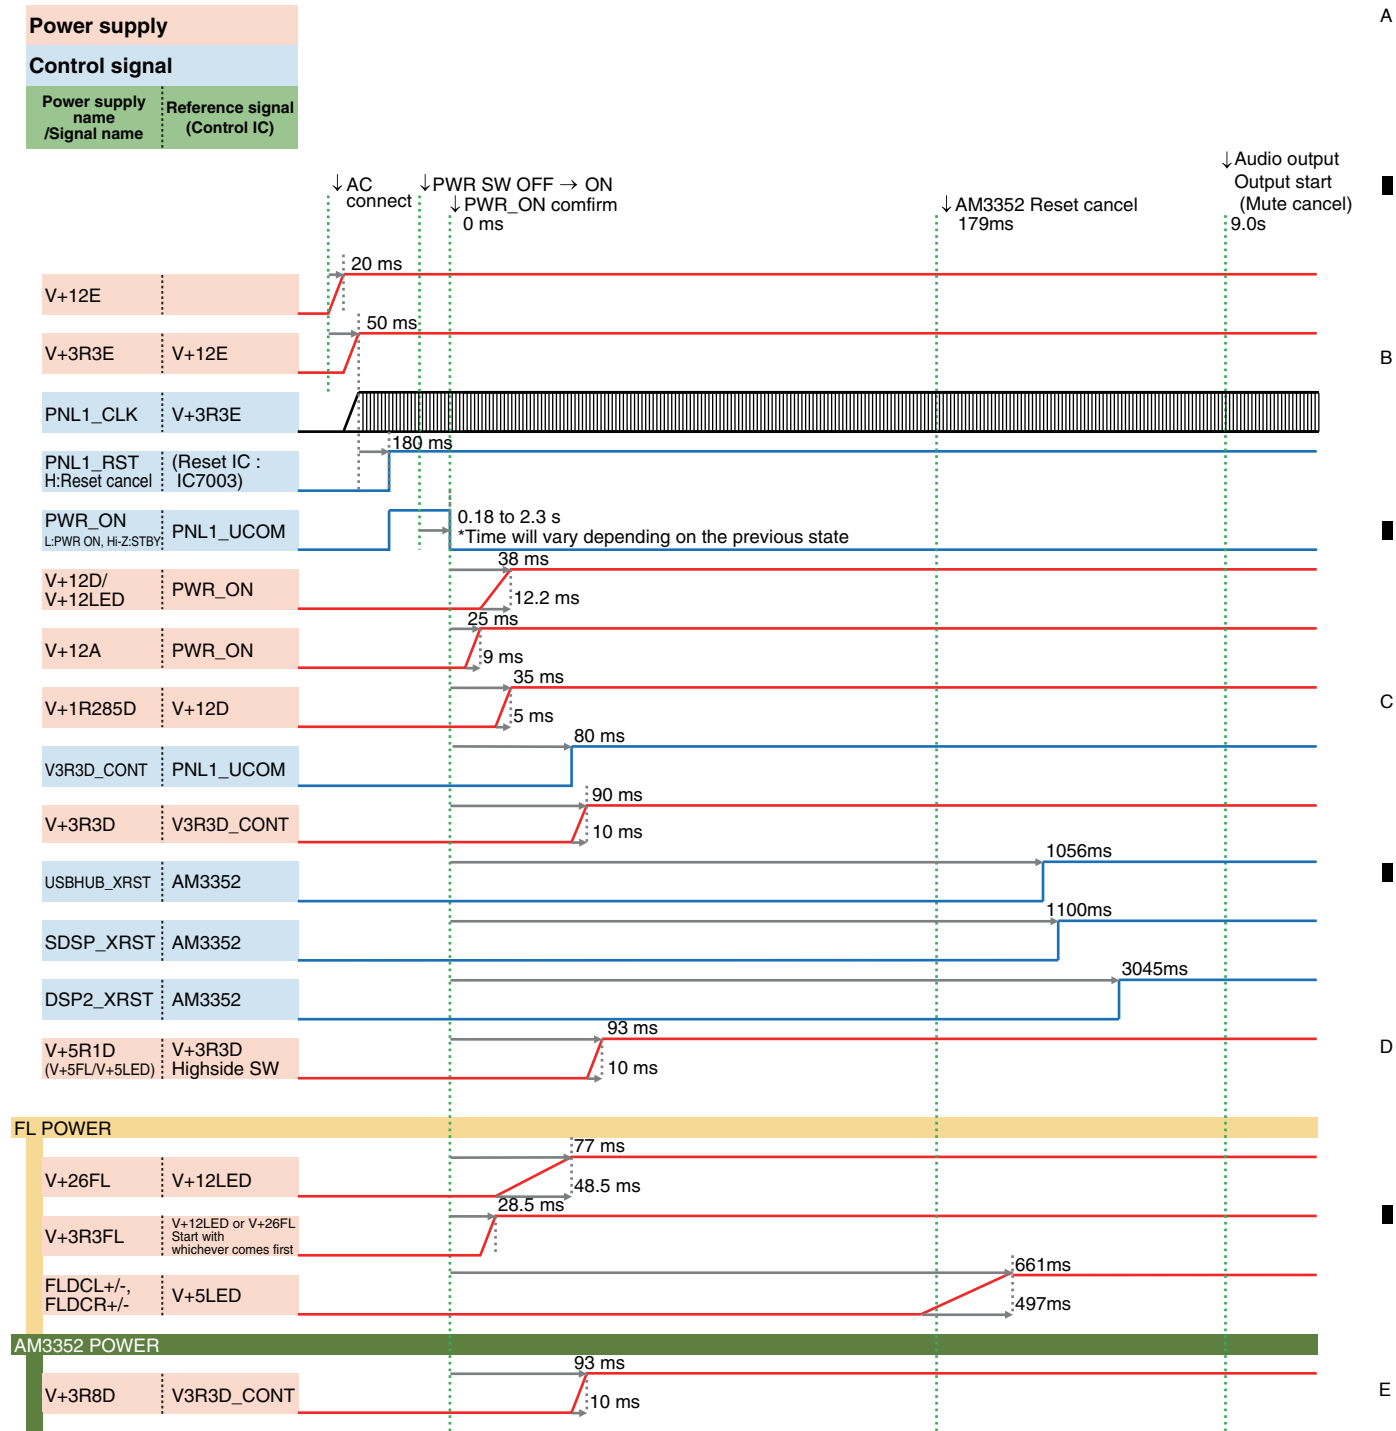 A
Power supply
Control signal
Power supply
name
/Signal name
Reference signal
(Control IC)
↓AC
connect
↓PWR SW OFF → ON
↓PWR_ON comfirm
0 ms
↓AM3352 Reset cancel
179ms
↓Audio output
Output start
(Mute cancel)
9.0s
V+12E
20 ms
V+3R3E
V+12E
50 ms
B
PNL1_CLK
V+3R3E
PNL1_RST
H:Reset cancel
(Reset IC :
IC7003)
180 ms
PWR_ON
L:PWR ON, Hi-Z:STBY
PNL1_UCOM
0.18 to 2.3 s
*Time will vary depending on the previous state
V+12D/
V+12LED
PWR_ON
38 ms
12.2 ms
V+12A
PWR_ON
25 ms
9 ms
V+1R285D
V+12D
35 ms
5 ms
C
V3R3D_CONT
PNL1_UCOM
80 ms
V+3R3D
V3R3D_CONT
90 ms
10 ms
USBHUB_XRST
AM3352
1056ms
SDSP_XRST
AM3352
1100ms
DSP2_XRST
AM3352
3045ms
V+5R1D
(V+5FL/V+5LED)
V+3R3D
Highside SW
93 ms
10 ms
D
FL POWER
V+26FL
V+12LED
77 ms
48.5 ms
V+3R3FL
V+12LED or V+26FL
Start with
whichever comes first
28.5 ms
FLDCL+/-,
FLDCR+/-
V+5LED
661ms
497ms
AM3352 POWER
V+3R8D
V3R3D_CONT
93 ms
10 ms
E